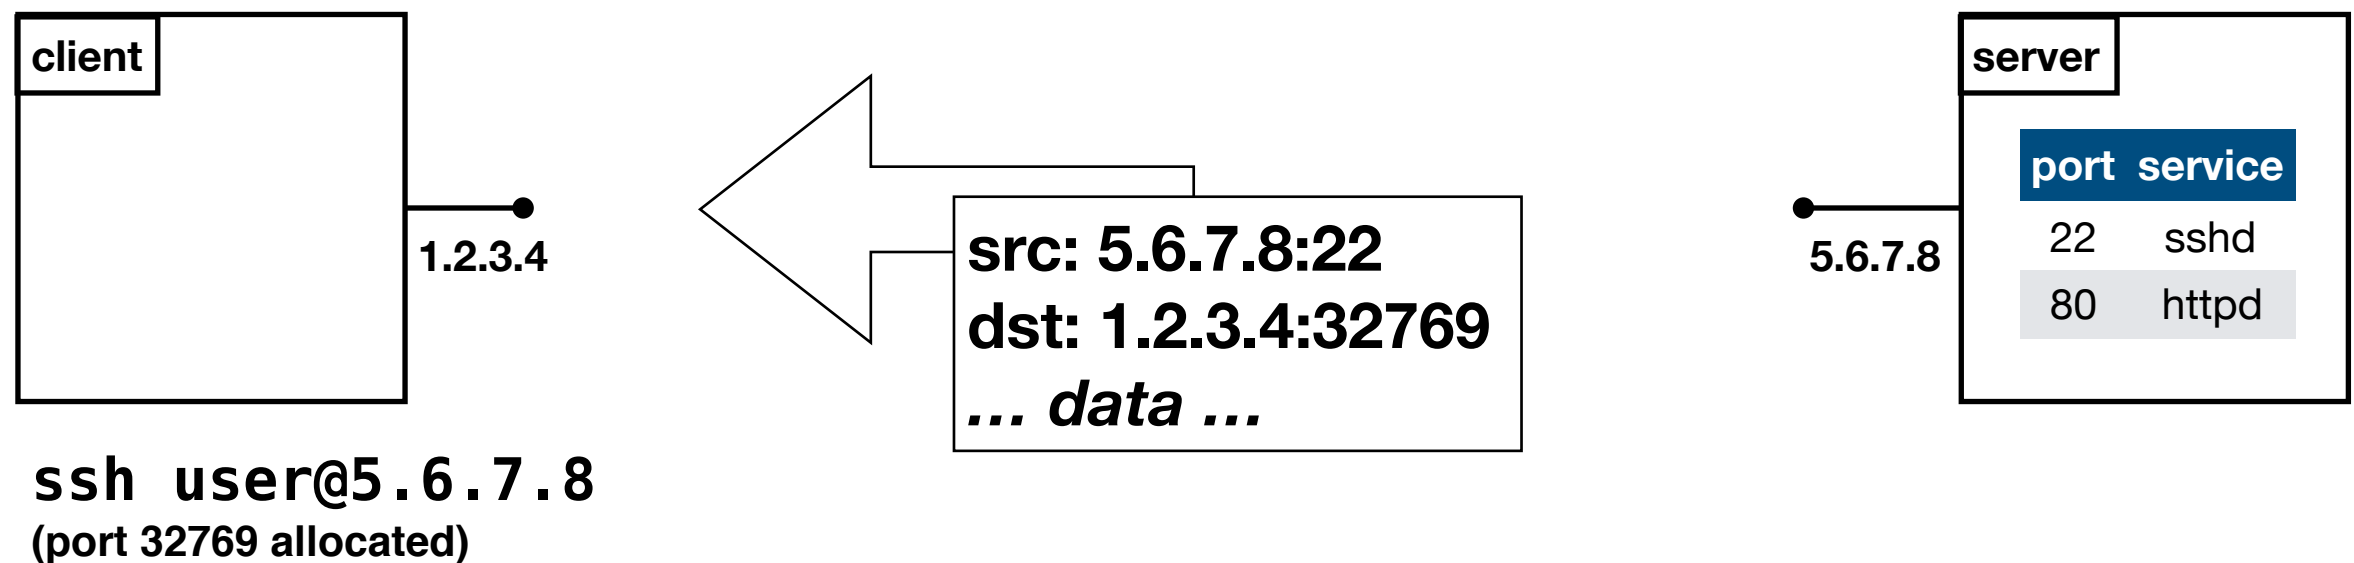 client
1.2.3.4
ssh user@5.6.7.8
(port 32769 allocated)
src: 5.6.7.8:22
dst: 1.2.3.4:32769
... data ...
server
5.6.7.8
port service
22 sshd
80 httpd